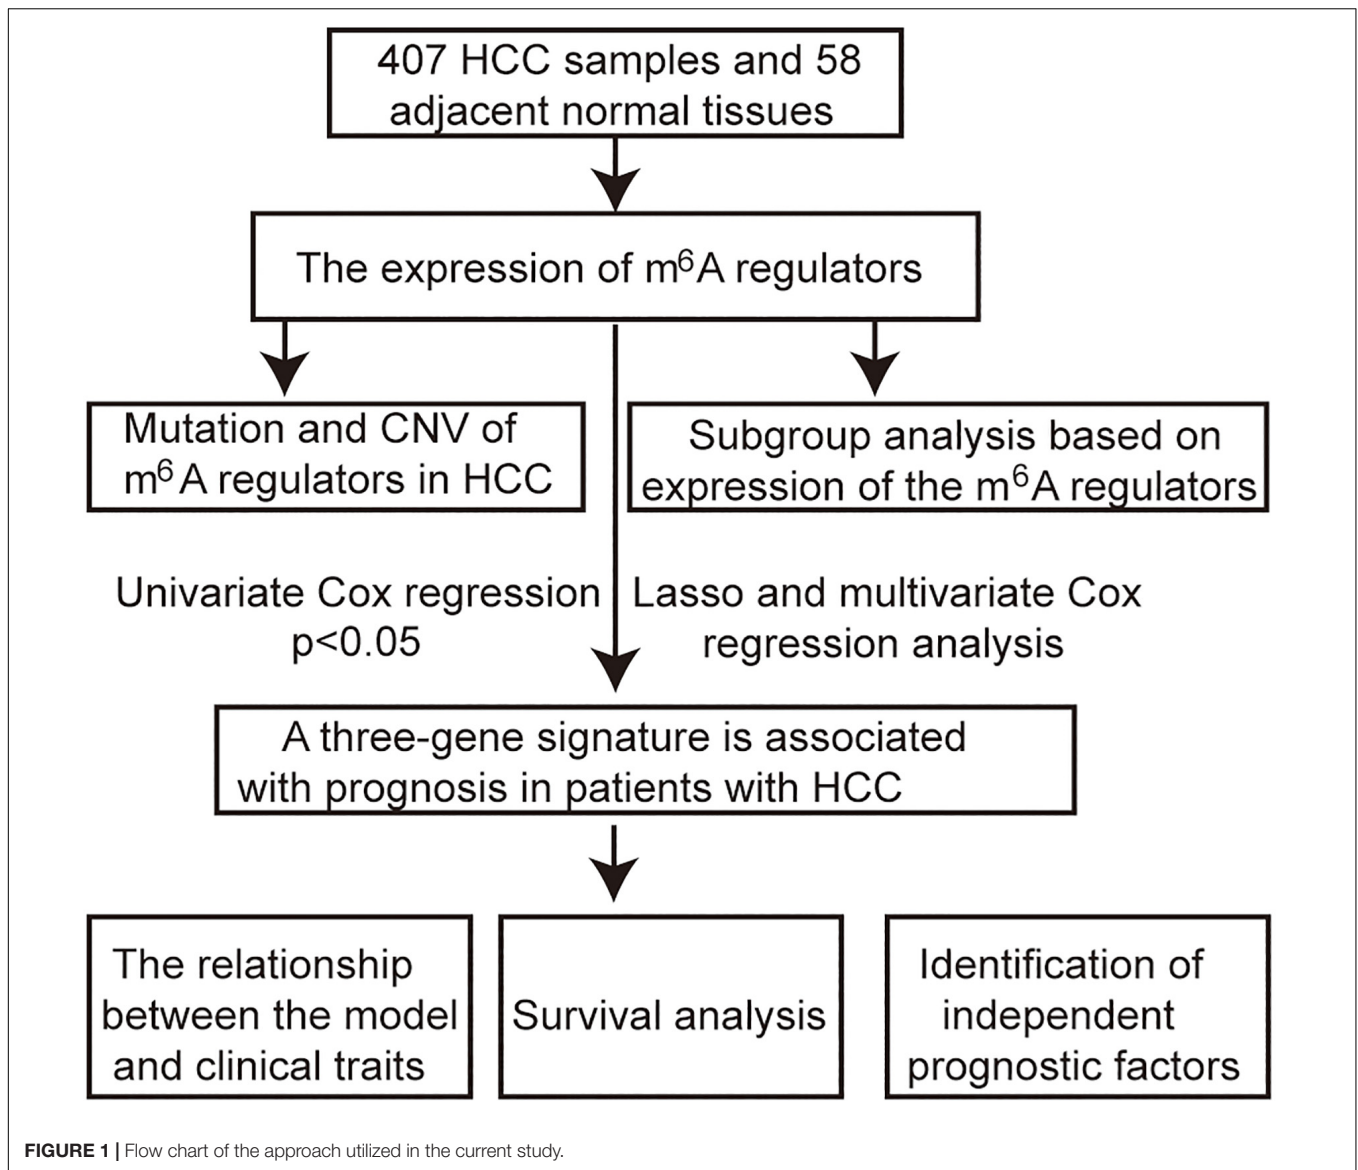 407 HCC samples and 58
adjacent normal tissues
The expression of m⁶A regulators
Mutation and CNV of
m⁶A regulators in HCC
Subgroup analysis based on
expression of the m⁶A regulators
Univariate Cox regression
p<0.05
Lasso and multivariate Cox
regression analysis
A three-gene signature is associated
with prognosis in patients with HCC
The relationship
between the model
and clinical traits
Survival analysis
Identification of
independent
prognostic factors
FIGURE 1 | Flow chart of the approach utilized in the current study.